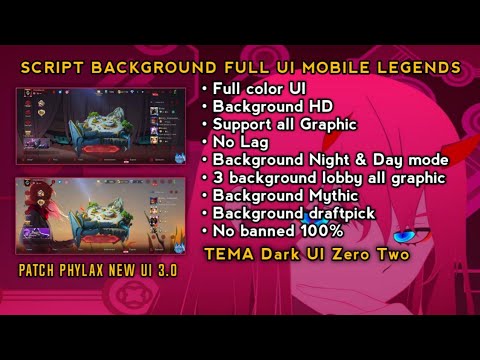 SCRIPT BACKGROUND FULL UI MOBILE LEGENDS
• Full color UI
• Background HD
• Support all Graphic
• No Lag
• Background Night & Day mode
• 3 background lobby all graphic
• Background Mythic
• Background draftpick
• No banned 100%
TEMA Dark UI Zero Two
PATCH PHYLAX NEW UI 3.0